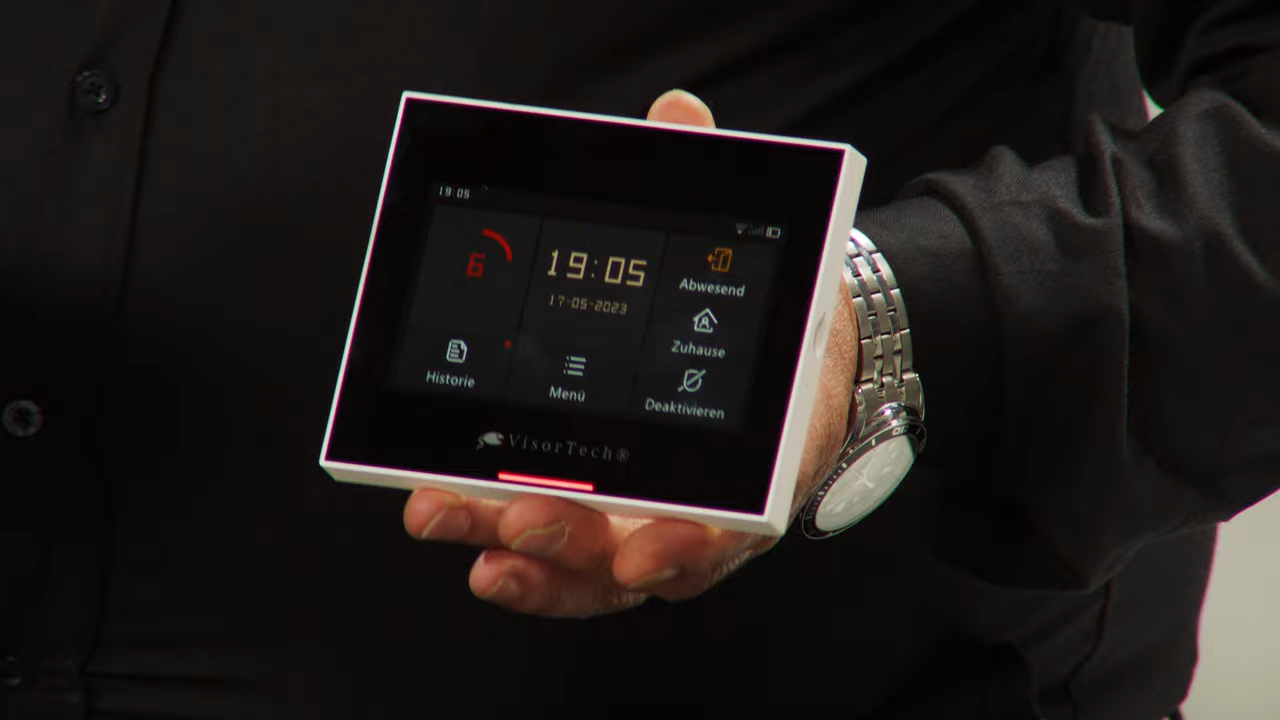 19:05
6
19:05
17-05-2023
Abwesend
Zuhause
Deaktivieren
Historie
Menü
VisorTech®